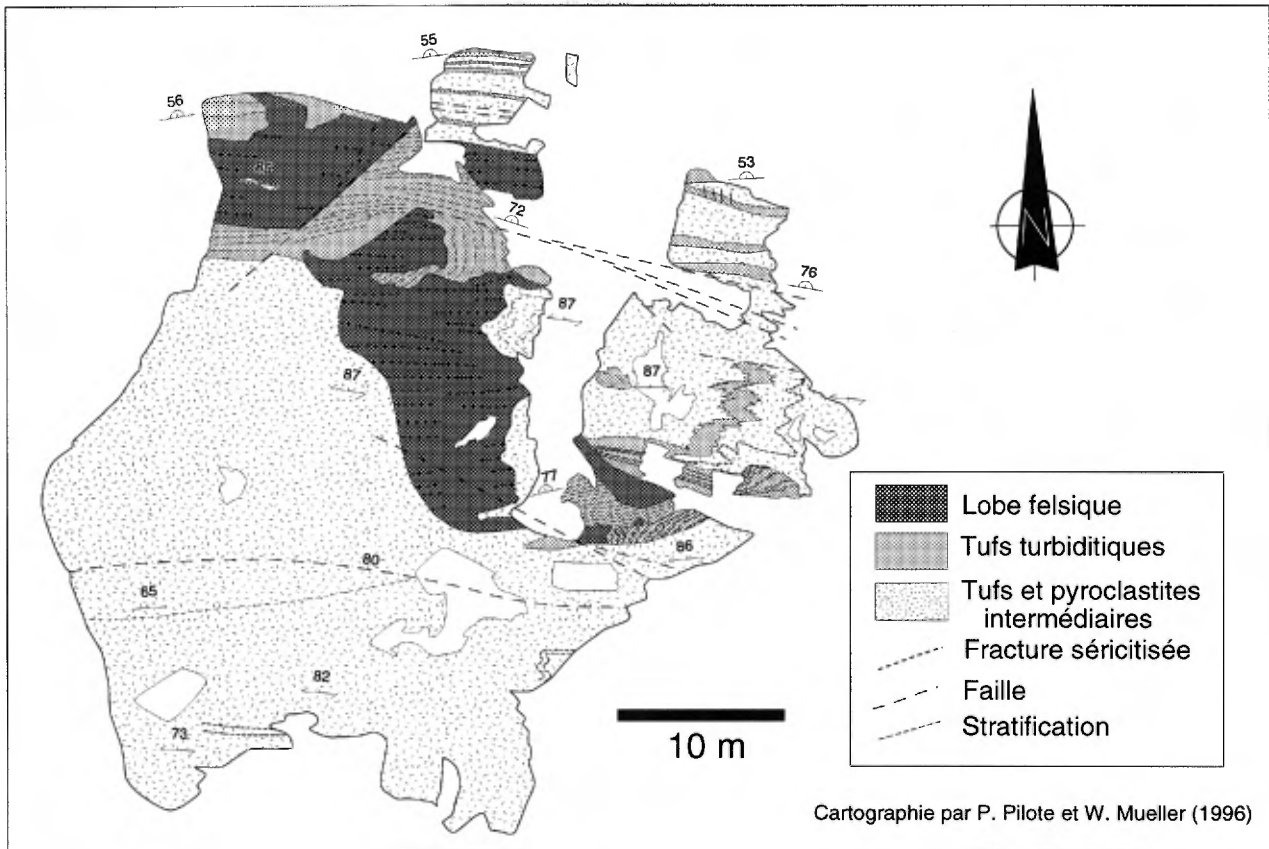 55
56
53
85
72
76
87
87
87
77
86
80
65
82
73
N
10 m
Lobe felsique
Tufs turbiditiques
Tufs et pyroclastites
intermédiaires
Fracture séricitisée
Faille
Stratification
Cartographie par P. Pilote et W. Mueller (1996)